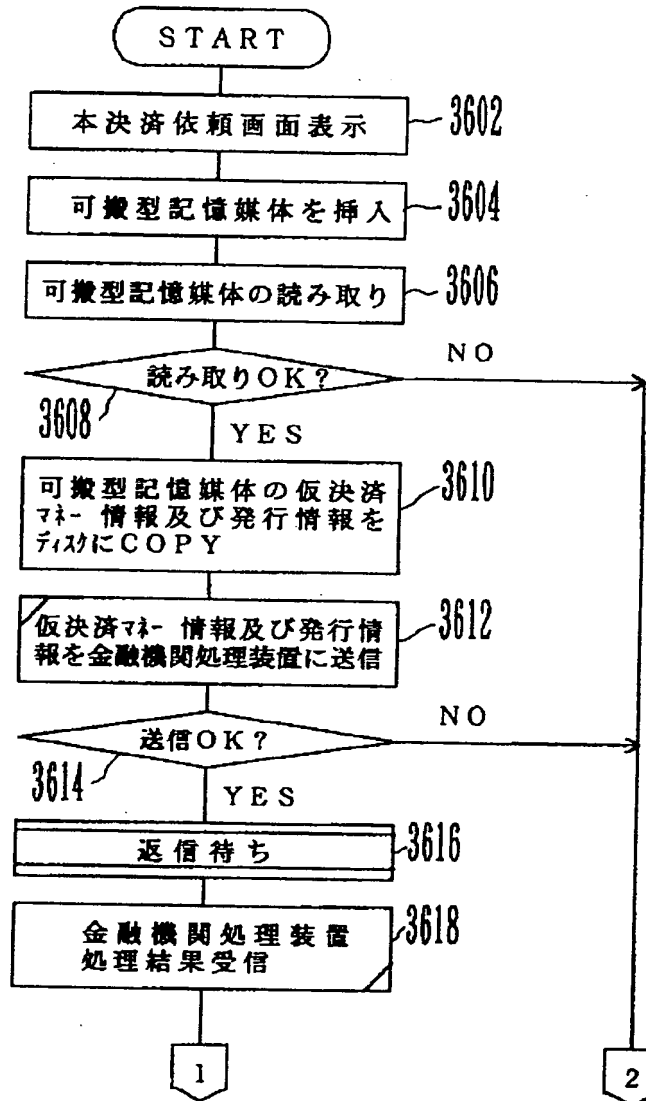 START
本決済依頼画面表示
3602
可搬型記憶媒体を挿入
3604
可搬型記憶媒体の読み取り
3606
読み取りOK?
NO
3608
YES
可搬型記憶媒体の仮決済
マネー情報及び発行情報を
ディスクにCOPY
3610
仮決済マネー情報及び発行情
報を金融機関処理装置に送信
3612
送信OK?
NO
3614
YES
返信待ち
3616
金融機関処理装置
処理結果受信
3618
1
2